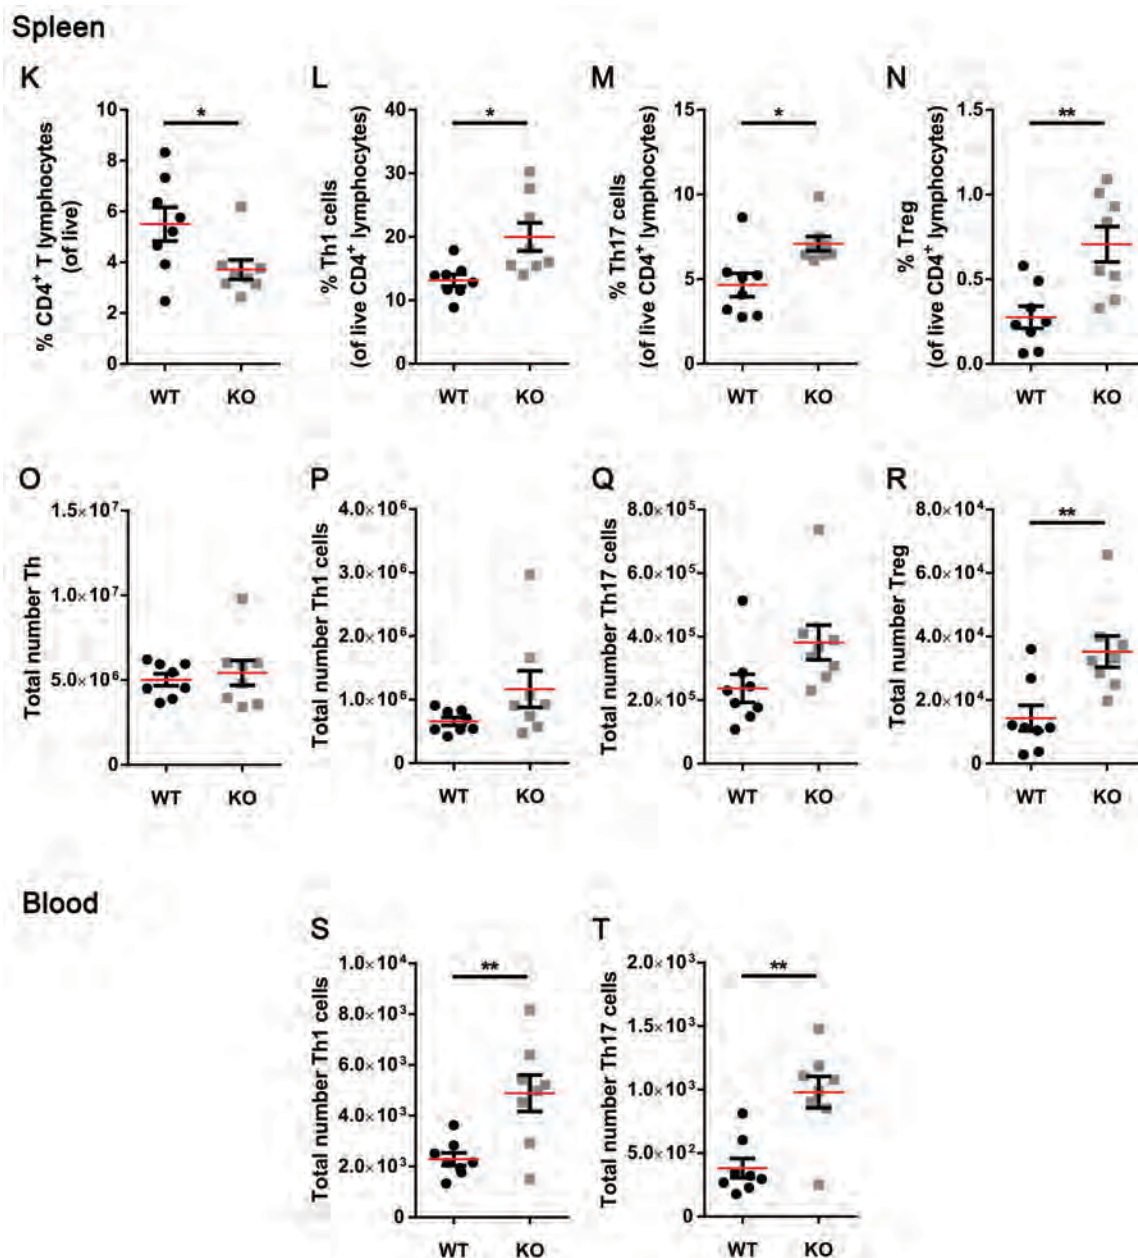 Spleen
K
L
M
N
% CD4⁺ T lymphocytes
(of live)
10
8
6
4
2
0
*
WT KO
% Th1 cells
(of live CD4⁺ lymphocytes)
40
30
20
10
0
*
WT KO
% Th17 cells
(of live CD4⁺ lymphocytes)
15
10
5
0
*
WT KO
% Treg
(of live CD4⁺ lymphocytes)
1.5
1.0
0.5
0.0
**
WT KO
O
P
Q
R
Total number Th
1.5×10⁷
1.0×10⁷
5.0×10⁶
0
WT KO
Total number Th1 cells
4.0×10⁶
3.0×10⁶
2.0×10⁶
1.0×10⁶
0
WT KO
Total number Th17 cells
8.0×10⁵
6.0×10⁵
4.0×10⁵
2.0×10⁵
0
WT KO
Total number Treg
8.0×10⁴
6.0×10⁴
4.0×10⁴
2.0×10⁴
0
**
WT KO
Blood
S
T
Total number Th1 cells
1.0×10⁴
8.0×10³
6.0×10³
4.0×10³
2.0×10³
0
**
WT KO
Total number Th17 cells
2.0×10³
1.5×10³
1.0×10³
5.0×10²
0
**
WT KO